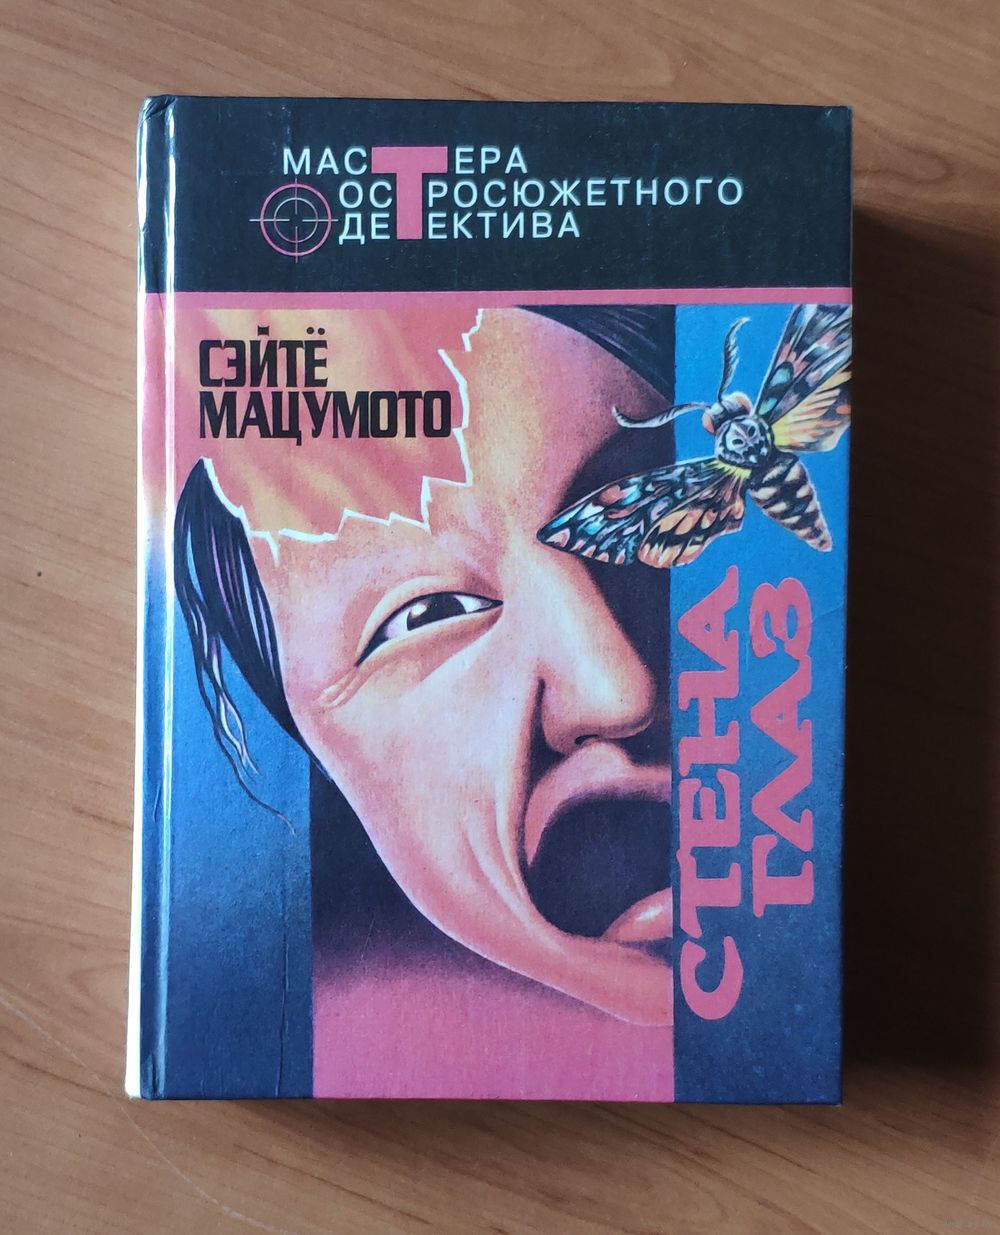 МАСТЕРА
ОСТРОСЮЖЕТНОГО
ДЕТЕКТИВА
СЭЙТЁ
МАЦУМОТО
СТЕНА
ГЛАЗ